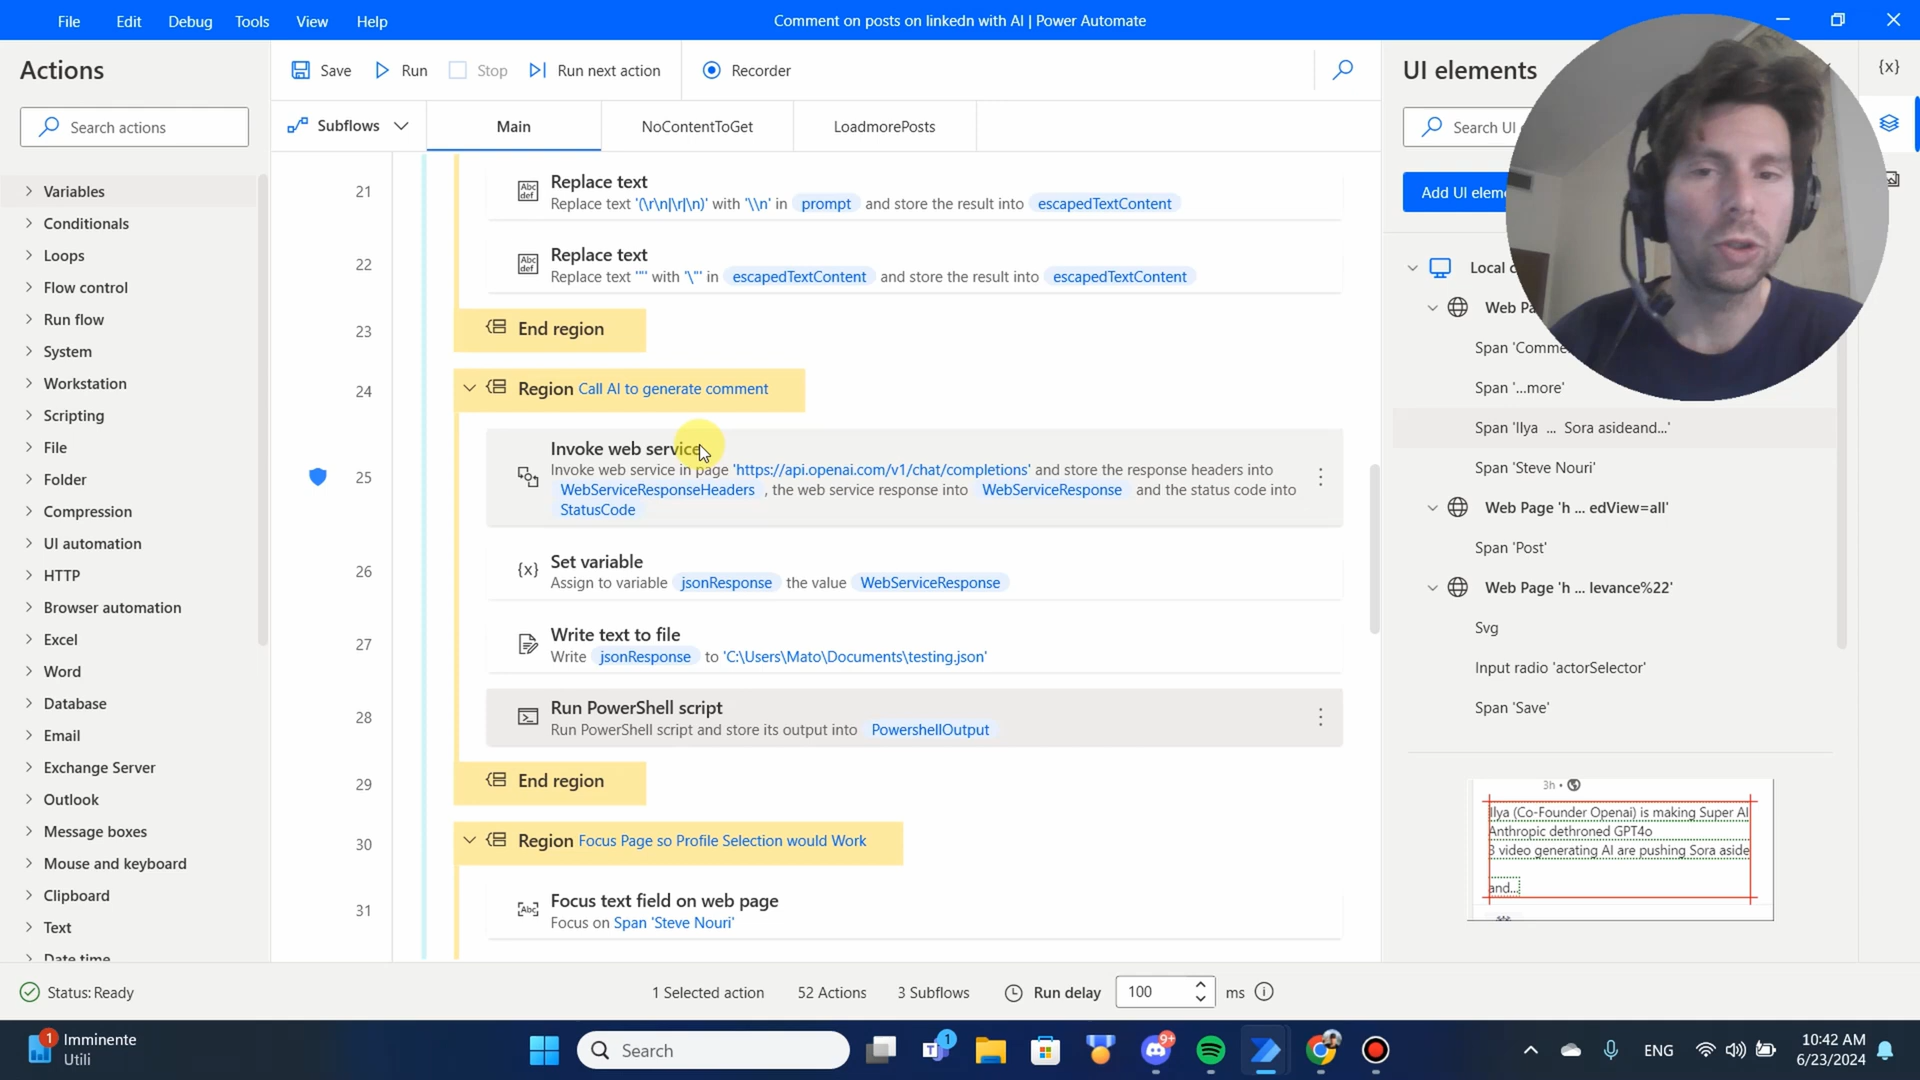 File Edit Debug Tools View Help
Comment on posts on linkedn with AI | Power Automate
Actions
Search actions
Variables
Conditionals
Loops
Flow control
Run flow
System
Workstation
Scripting
File
Folder
Compression
UI automation
HTTP
Browser automation
Excel
Word
Database
Email
Exchange Server
Outlook
Message boxes
Mouse and keyboard
Clipboard
Text
Date time
Save Run Stop Run next action Recorder
Subflows Main NoContentToGet LoadmorePosts
21 Replace text
Replace text '(\r\n|\r|\n)' with '\\n' in prompt and store the result into escapedTextContent
22 Replace text
Replace text '"' with '\"' in escapedTextContent and store the result into escapedTextContent
23 End region
24 Region Call AI to generate comment
Invoke web service
25 Invoke web service in page 'https://api.openai.com/v1/chat/completions' and store the response headers into
WebServiceResponseHeaders , the web service response into WebServiceResponse and the status code into
StatusCode
26 Set variable
Assign to variable jsonResponse the value WebServiceResponse
27 Write text to file
Write jsonResponse to 'C:\Users\Mato\Documents\testing.json'
28 Run PowerShell script
Run PowerShell script and store its output into PowershellOutput
29 End region
30 Region Focus Page so Profile Selection would Work
31 Focus text field on web page
Focus on Span 'Steve Nouri'
UI elements {x}
Search UI
Add UI elem
Local
Web Pa
Span 'Comme
Span '...more'
Span 'Ilya ... Sora asideand...'
Span 'Steve Nouri'
Web Page 'h ... edView=all'
Span 'Post'
Web Page 'h ... levance%22'
Svg
Input radio 'actorSelector'
Span 'Save'
3h •
Ilya (Co-Founder Openai) is making Super AI
Anthropic dethroned GPT4o
3 video generating AI are pushing Sora aside
and...
Status: Ready 1 Selected action 52 Actions 3 Subflows Run delay 100 ms
1 Imminente
Utili
Search
1
9+
ENG
10:42 AM
6/23/2024